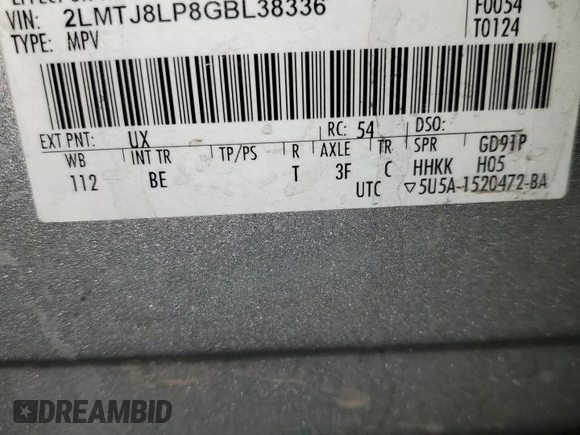 VIN: 2LMTJ8LP8GBL38336
F0054
TYPE: MPV
T0124
EXT PNT: UX RC: 54 DSO:
WB INT TR TP/PS R AXLE TR SPR GD91P
112 BE T 3F C HHKK H05
UTC ▽5U5A-1520472-BA
DREAMBID